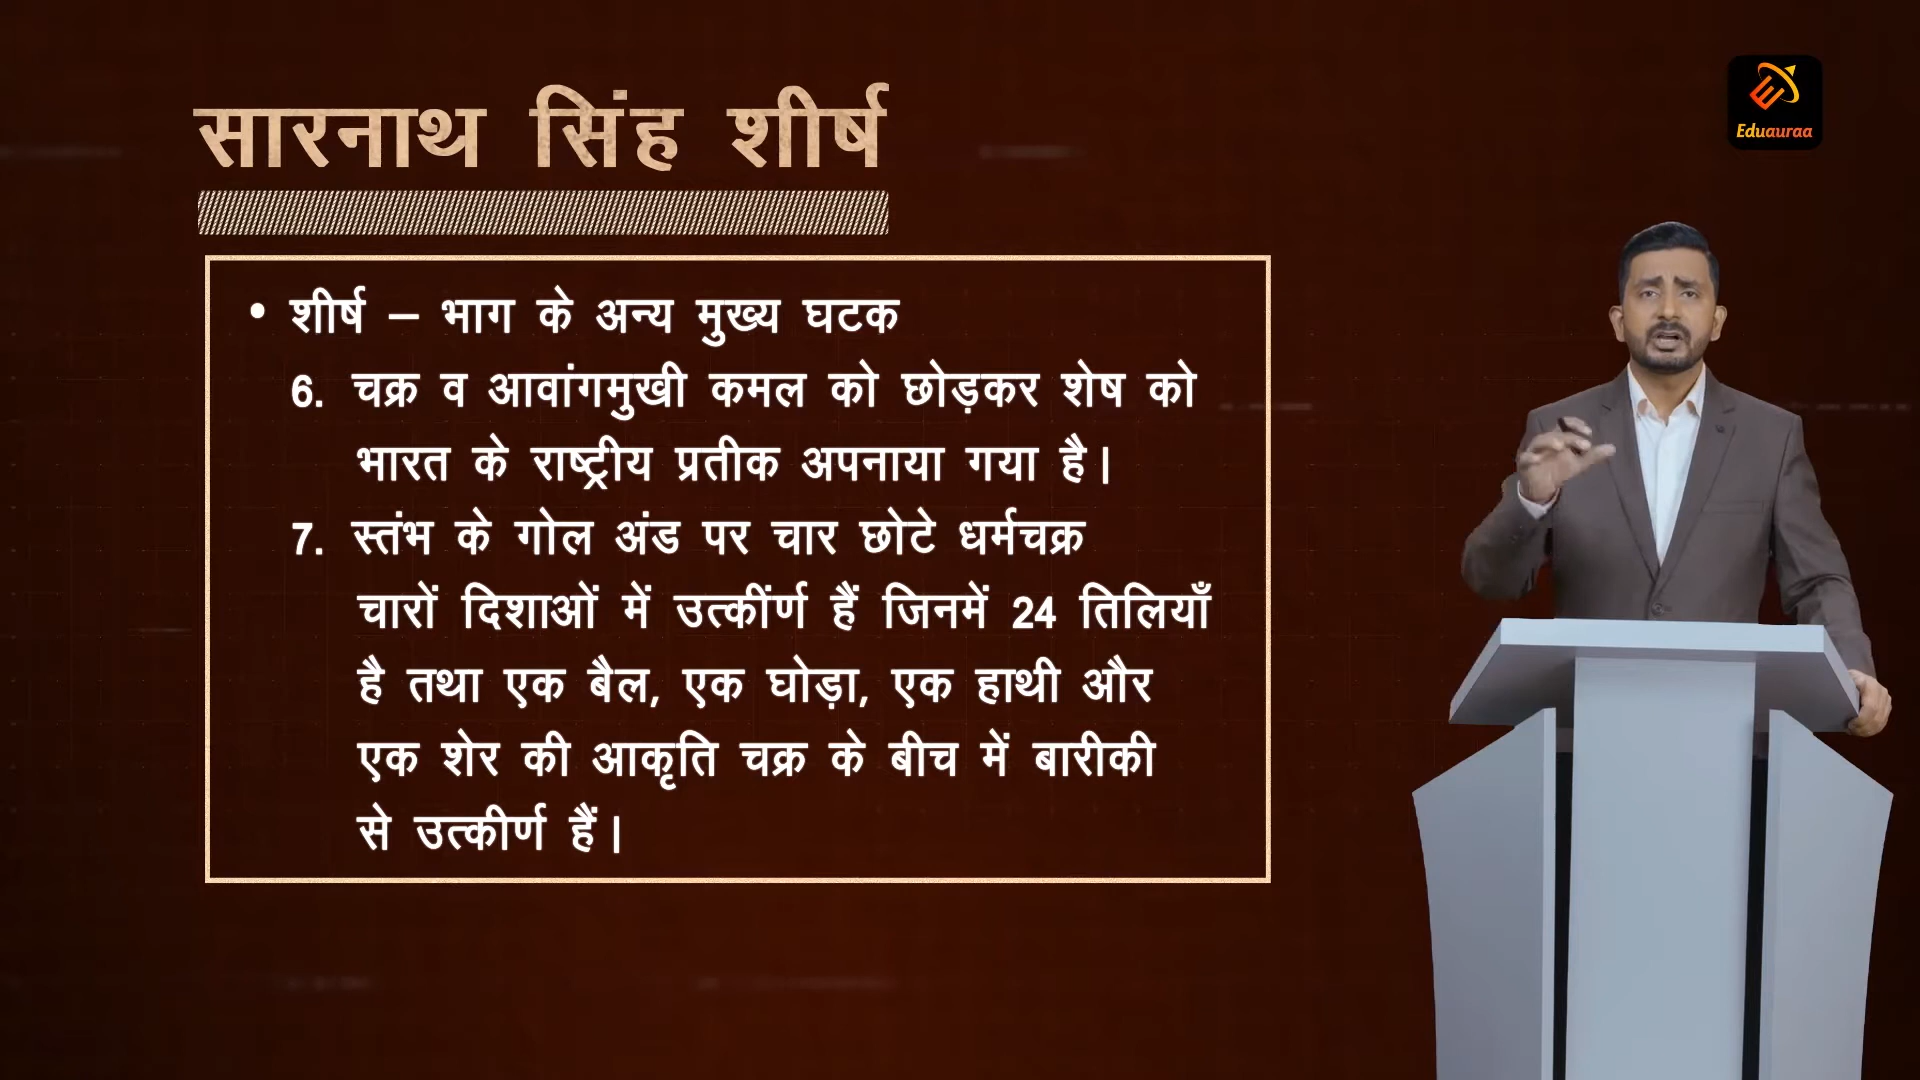 सारनाथ सिंह शीर्ष
Eduauraa
• शीर्ष – भाग के अन्य मुख्य घटक
6. चक्र व आवांगमुखी कमल को छोड़कर शेष को
भारत के राष्ट्रीय प्रतीक अपनाया गया है।
7. स्तंभ के गोल अंड पर चार छोटे धर्मचक्र
चारों दिशाओं में उत्कींर्ण हैं जिनमें 24 तिलियाँ
है तथा एक बैल, एक घोड़ा, एक हाथी और
एक शेर की आकृति चक्र के बीच में बारीकी
से उत्कीर्ण हैं।